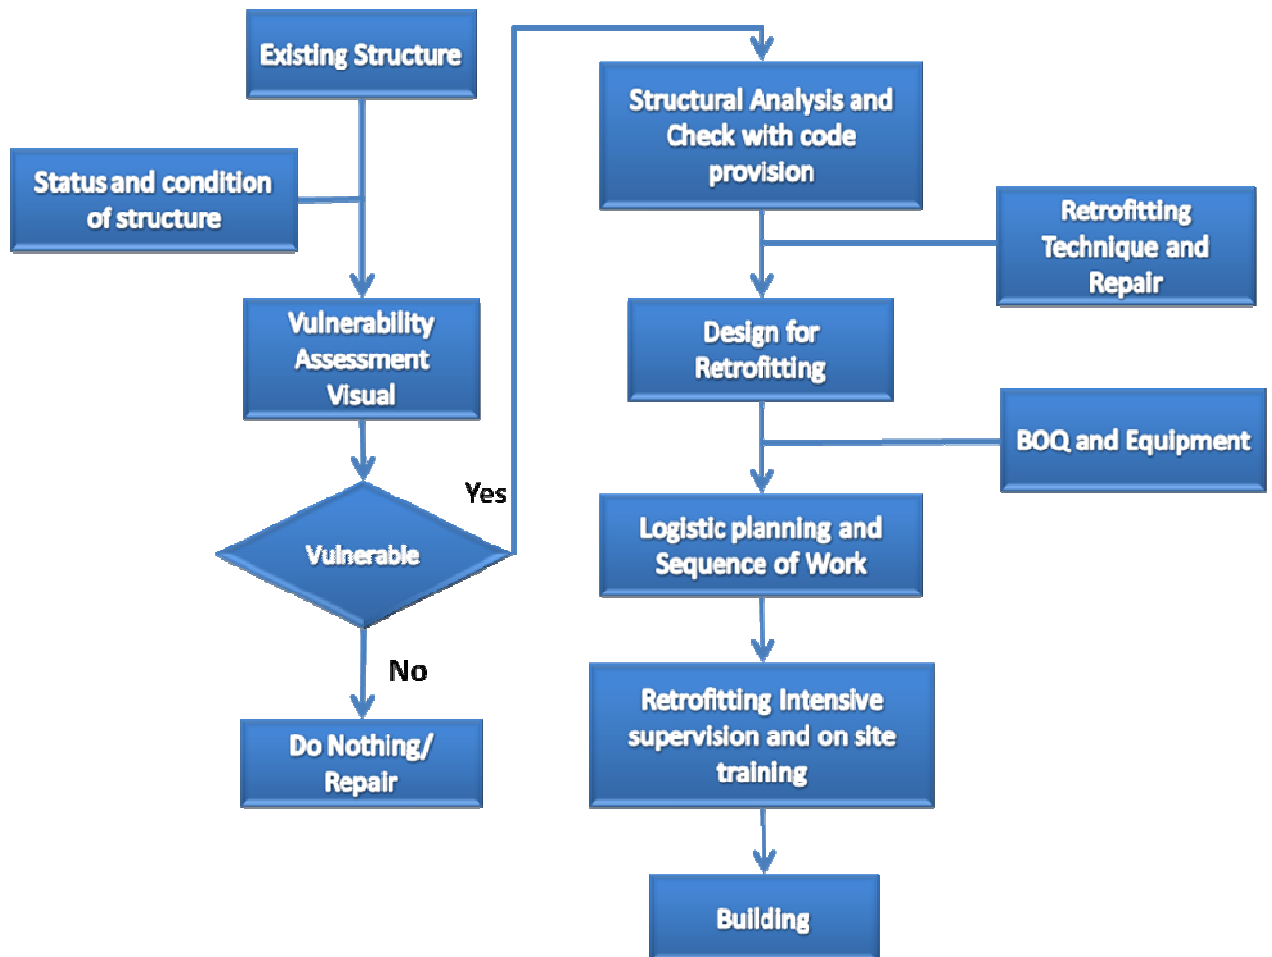 Existing Structure
Status and condition
of structure
Vulnerability
Assessment
Visual
Vulnerable
Yes
No
Do Nothing/
Repair
Structural Analysis and
Check with code
provision
Retrofitting
Technique and
Repair
Design for
Retrofitting
BOQ and Equipment
Logistic planning and
Sequence of Work
Retrofitting Intensive
supervision and on site
training
Building